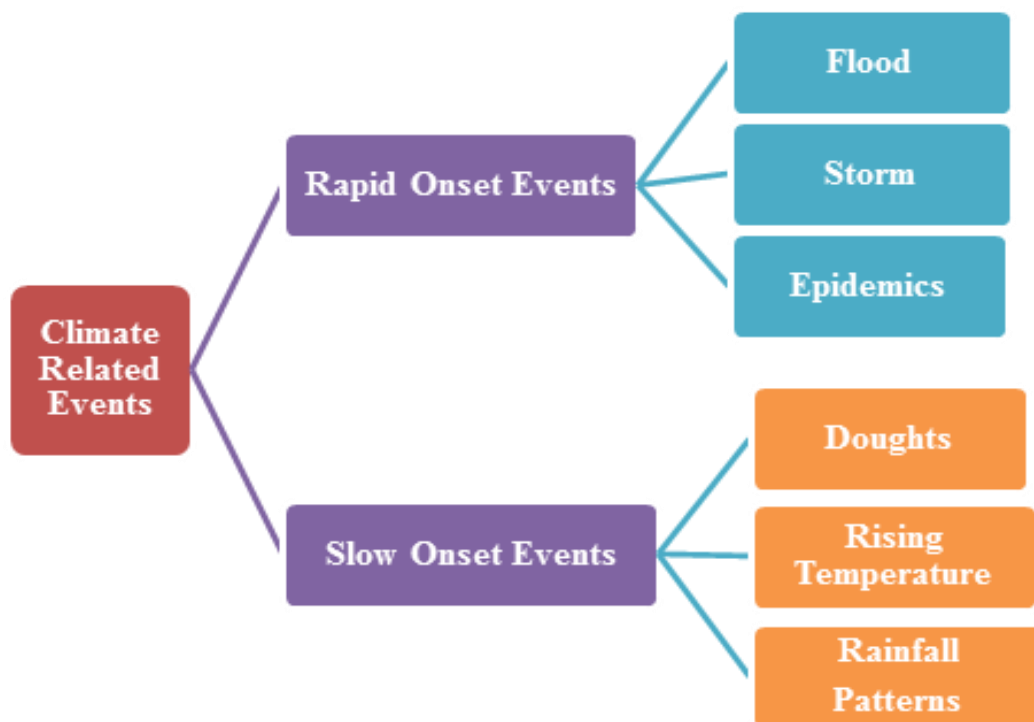 Flood
Rapid Onset Events
Storm
Epidemics
Climate
Related
Events
Doughts
Slow Onset Events
Rising
Temperature
Rainfall
Patterns